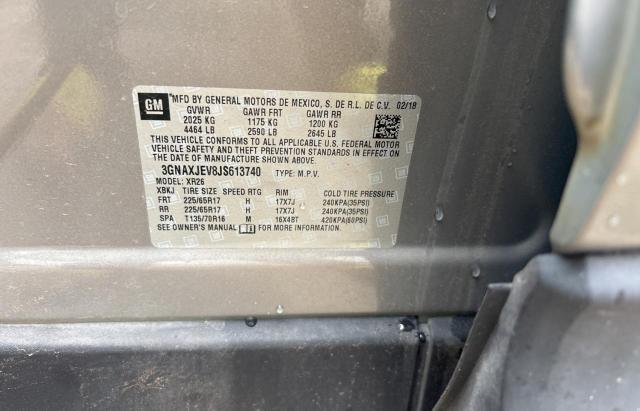 GM MFD BY GENERAL MOTORS DE MEXICO, S. DE R.L. DE C.V. 02/18
GVWR GAWR FRT GAWR RR
2025 KG 1175 KG 1200 KG
4464 LB 2590 LB 2645 LB
THIS VEHICLE CONFORMS TO ALL APPLICABLE U.S. FEDERAL MOTOR
VEHICLE SAFETY AND THEFT PREVENTION STANDARDS IN EFFECT ON
THE DATE OF MANUFACTURE SHOWN ABOVE.
3GNAXJEV8JS613740 TYPE: M.P.V.
MODEL: XR26
XBKJ TIRE SIZE SPEED RTG RIM COLD TIRE PRESSURE
FRT 225/65R17 H 17X7J 240KPA(35PSI)
RR 225/65R17 H 17X7J 240KPA(35PSI)
SPA T135/70R16 M 16X4BT 420KPA(60PSI)
SEE OWNER'S MANUAL FOR MORE INFORMATION.